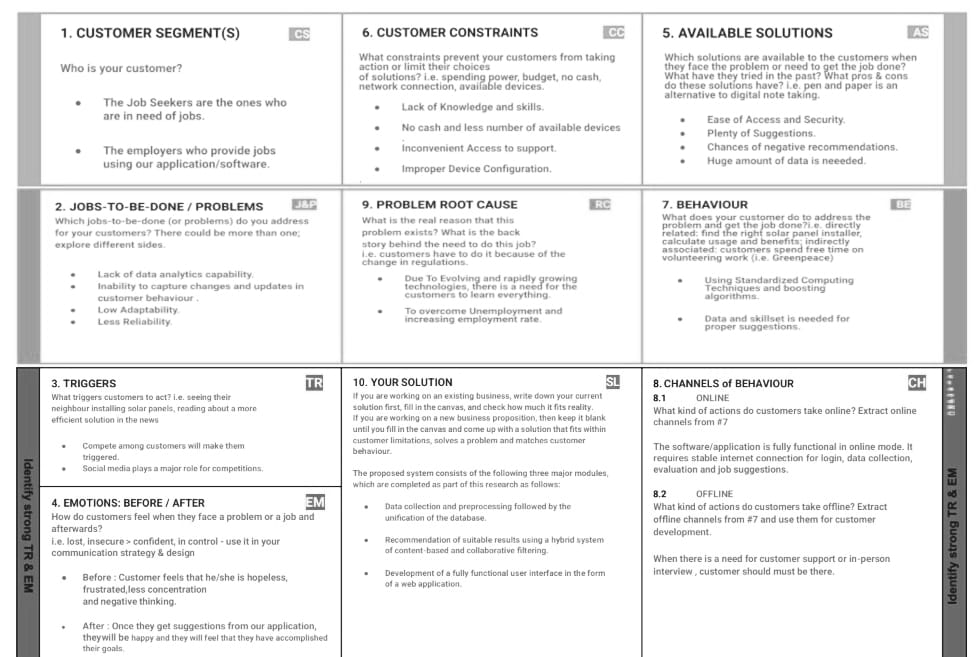 1. CUSTOMER SEGMENT(S)
CS
Who is your customer?
• The Job Seekers are the ones who
are in need of jobs.
• The employers who provide jobs
using our application/software.
6. CUSTOMER CONSTRAINTS
CC
What constraints prevent your customers from taking
action or limit their choices
of solutions? i.e. spending power, budget, no cash,
network connection, available devices.
• Lack of Knowledge and skills.
• No cash and less number of available devices
.
• Inconvenient Access to support.
• Improper Device Configuration.
5. AVAILABLE SOLUTIONS
AS
Which solutions are available to the customers when
they face the problem or need to get the job done?
What have they tried in the past? What pros & cons
do these solutions have? i.e. pen and paper is an
alternative to digital note taking.
• Ease of Access and Security.
• Plenty of Suggestions.
• Chances of negative recommendations.
• Huge amount of data is neeeded.
2. JOBS-TO-BE-DONE / PROBLEMS
J&P
Which jobs-to-be-done (or problems) do you address
for your customers? There could be more than one;
explore different sides.
• Lack of data analytics capability.
• Inability to capture changes and updates in
customer behaviour .
• Low Adaptability.
• Less Reliability.
9. PROBLEM ROOT CAUSE
RC
What is the real reason that this
problem exists? What is the back
story behind the need to do this job?
i.e. customers have to do it because of the
change in regulations.
• Due To Evolving and rapidly growing
technologies, there is a need for the
customers to learn everything.
• To overcome Unemployment and
increasing employment rate.
7. BEHAVIOUR
BE
What does your customer do to address the
problem and get the job done?i.e. directly
related: find the right solar panel installer,
calculate usage and benefits; indirectly
associated: customers spend free time on
volunteering work (i.e. Greenpeace)
• Using Standardized Computing
Techniques and boosting
algorithms.
• Data and skillset is needed for
proper suggestions.
Identify strong TR & EM
3. TRIGGERS
TR
What triggers customers to act? i.e. seeing their
neighbour installing solar panels, reading about a more
efficient solution in the news
• Compete among customers will make them
triggered.
• Social media plays a major role for competitions.
4. EMOTIONS: BEFORE / AFTER
EM
How do customers feel when they face a problem or a job and
afterwards?
i.e. lost, insecure > confident, in control - use it in your
communication strategy & design
• Before : Customer feels that he/she is hopeless,
frustrated,less concentration
and negative thinking.
• After : Once they get suggestions from our application,
theywill be happy and they will feel that they have accomplished
their goals.
10. YOUR SOLUTION
SL
If you are working on an existing business, write down your current
solution first, fill in the canvas, and check how much it fits reality.
If you are working on a new business proposition, then keep it blank
until you fill in the canvas and come up with a solution that fits within
customer limitations, solves a problem and matches customer
behaviour.
The proposed system consists of the following three major modules,
which are completed as part of this research as follows:
• Data collection and preprocessing followed by the
unification of the database.
• Recommendation of suitable results using a hybrid system
of content-based and collaborative filtering.
• Development of a fully functional user interface in the form
of a web application.
8. CHANNELS of BEHAVIOUR
CH
8.1 ONLINE
What kind of actions do customers take online? Extract online
channels from #7
The software/application is fully functional in online mode. It
requires stable internet connection for login, data collection,
evaluation and job suggestions.
8.2 OFFLINE
What kind of actions do customers take offline? Extract
offline channels from #7 and use them for customer
development.
When there is a need for customer support or in-person
interview , customer should must be there.
Identify strong TR & EM